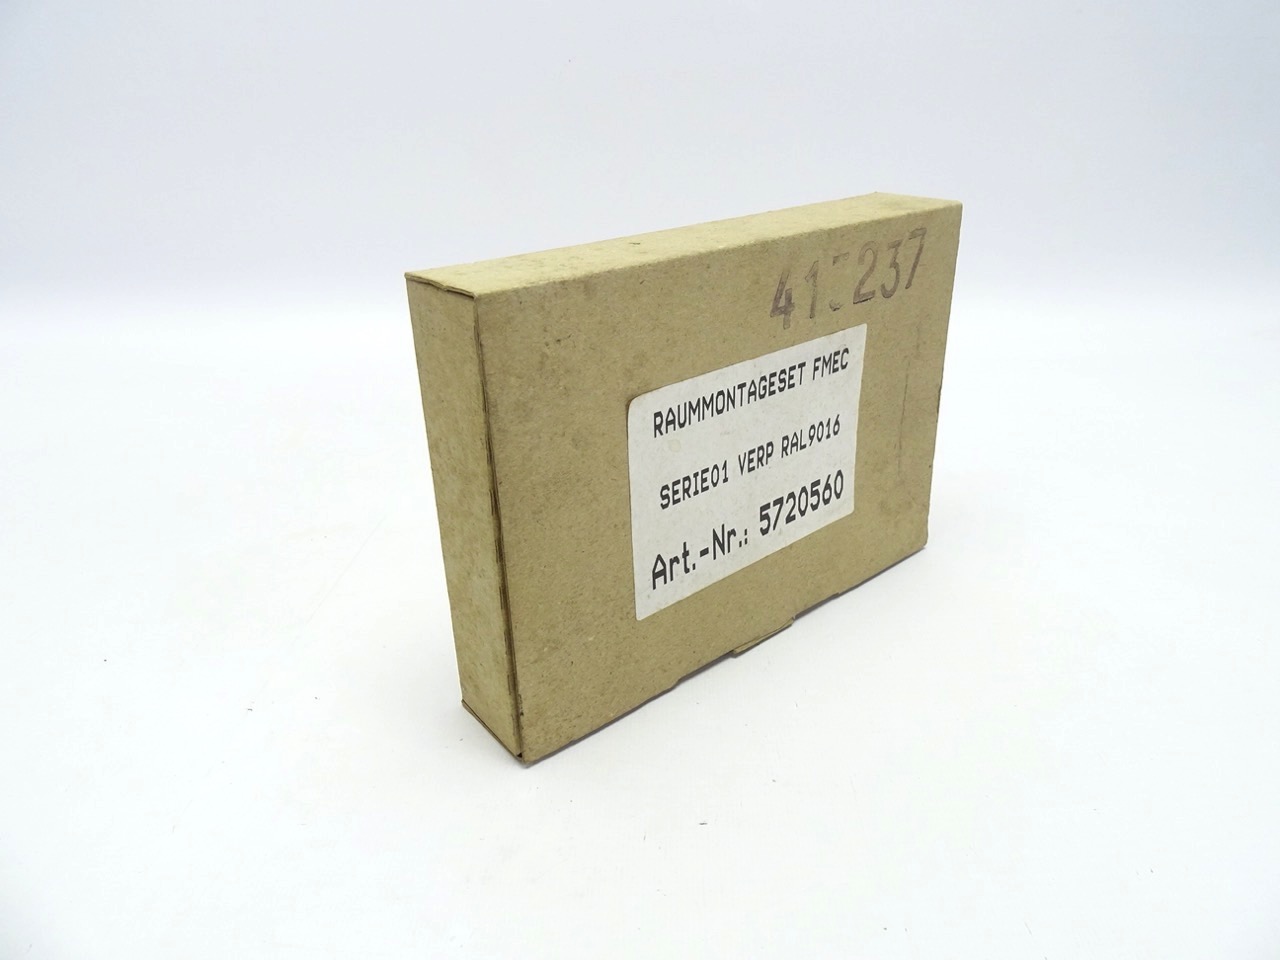 RAUMMONTAGESET FMEC
SERIE01 VERP RAL9016
Art.-Nr.: 5720560